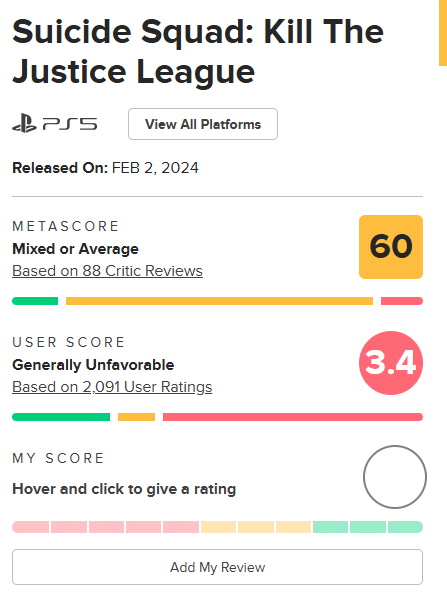 Suicide Squad: Kill The
Justice League
PS5
View All Platforms
Released On: FEB 2, 2024
METASCORE
Mixed or Average
Based on 88 Critic Reviews
60
USER SCORE
Generally Unfavorable
Based on 2,091 User Ratings
3.4
MY SCORE
Hover and click to give a rating
Add My Review